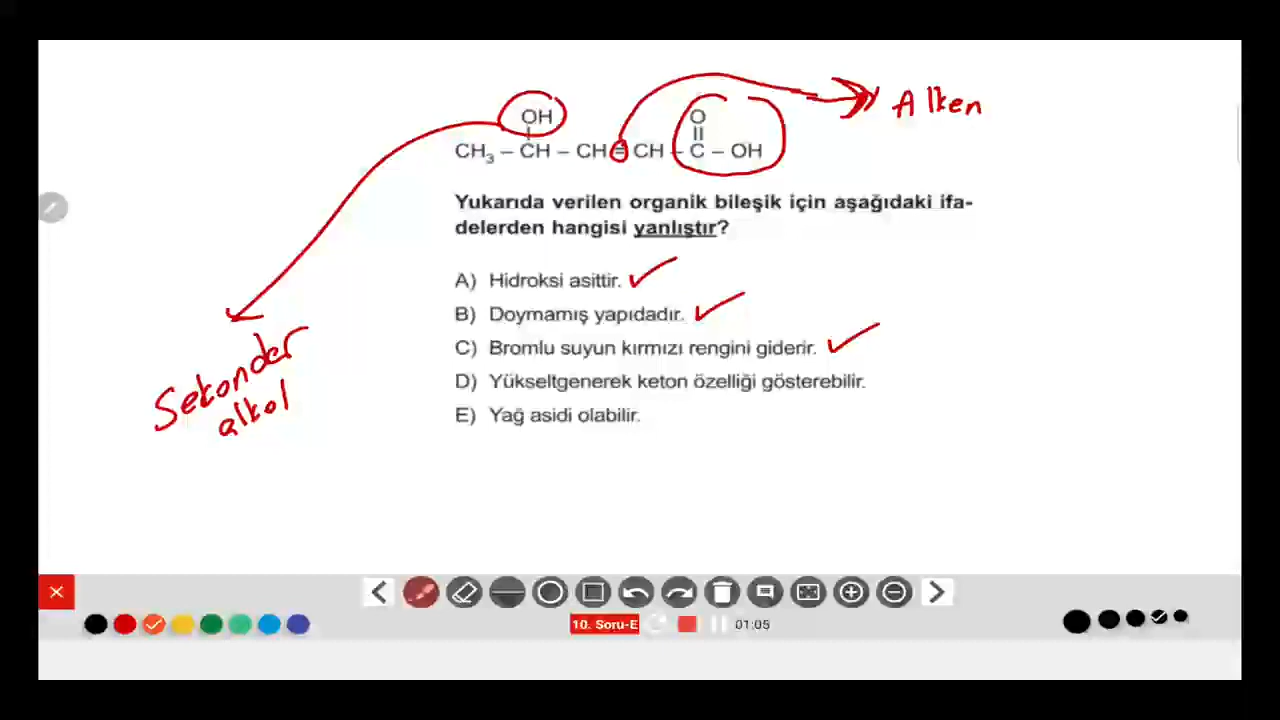 OH
O
Alken
CH₃ – CH – CH = CH – C – OH
Yukarıda verilen organik bileşik için aşağıdaki ifa-
delerden hangisi yanlıştır?
A) Hidroksi asittir.
B) Doymamış yapıdadır.
C) Bromlu suyun kırmızı rengini giderir.
D) Yükseltgenerek keton özelliği gösterebilir.
E) Yağ asidi olabilir.
Sekonder
alkol
10. Soru-E
01:05